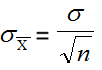 σ_X̅ = σ/√n